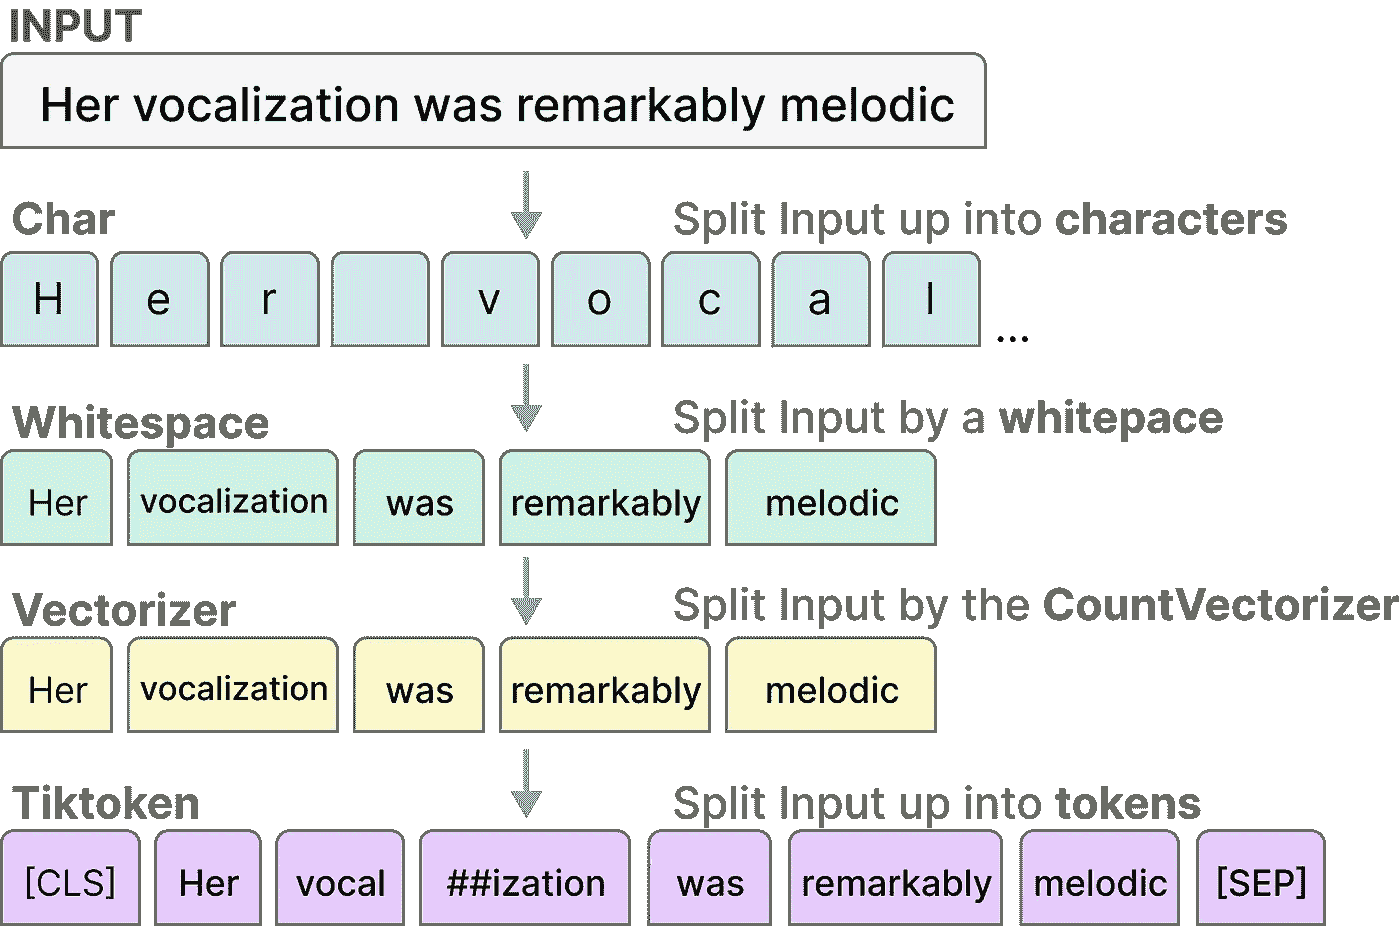 INPUT
Her vocalization was remarkably melodic
Char Split Input up into characters
H e r v o c a l ...
Whitespace Split Input by a whitepace
Her vocalization was remarkably melodic
Vectorizer Split Input by the CountVectorizer
Her vocalization was remarkably melodic
Tiktoken Split Input up into tokens
[CLS] Her vocal ##ization was remarkably melodic [SEP]